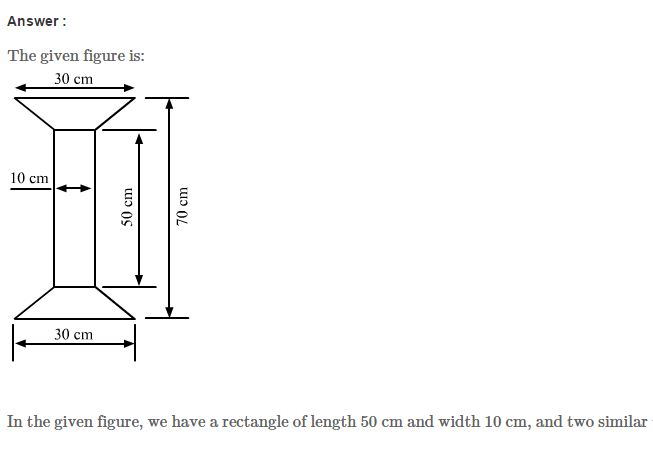 Answer :
The given figure is:
30 cm
10 cm
50 cm
70 cm
30 cm
In the given figure, we have a rectangle of length 50 cm and width 10 cm, and two similar